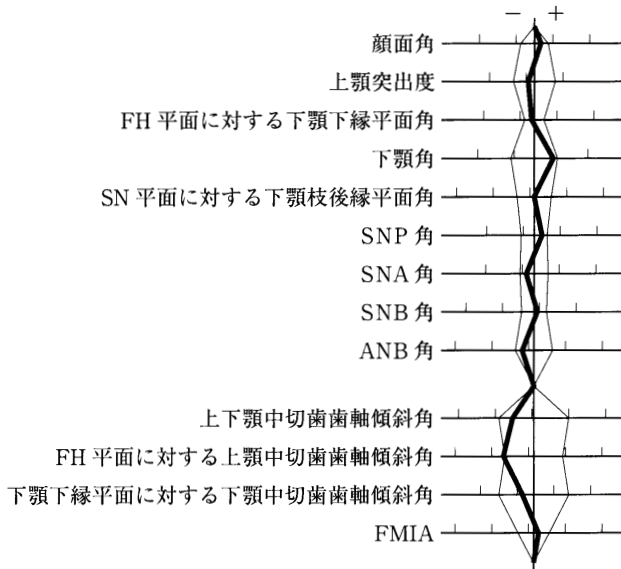 − +
顔面角
上顎突出度
FH 平面に対する下顎下縁平面角
下顎角
SN 平面に対する下顎枝後縁平面角
SNP 角
SNA 角
SNB 角
ANB 角
上下顎中切歯歯軸傾斜角
FH 平面に対する上顎中切歯歯軸傾斜角
下顎下縁平面に対する下顎中切歯歯軸傾斜角
FMIA